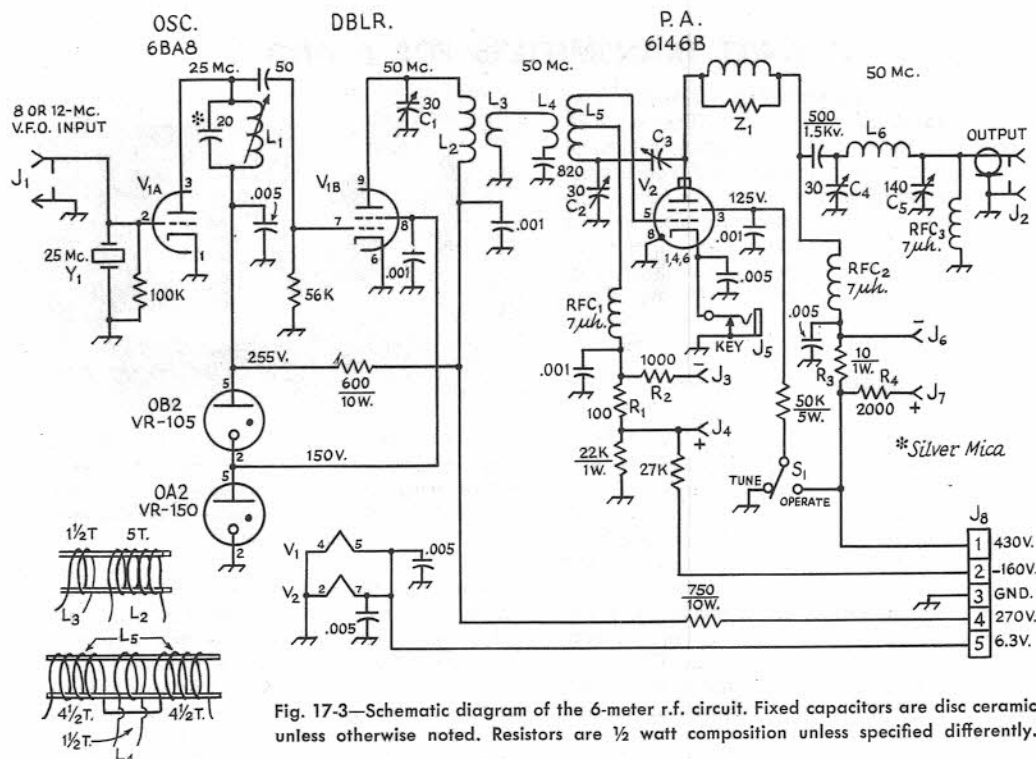 OSC.
6BA8
DBLR.
P.A.
6146B
25 Mc.
50
50 Mc.
50 Mc.
50 Mc.
8 OR 12-Mc.
V.F.O. INPUT
J1
*
20
L1
30
C1
L2
L3
L4
L5
820
C3
30
C2
Z1
500
1.5Kv.
L6
OUTPUT
30
C4
140
C5
RFC3
7µh.
J2
V1A
3
2
1
V1B
9
7
8
6
V2
5
8
3
1,4,6
125V.
.001
.005
25 Mc.
Y1
100K
.005
56K
.001
.001
RFC1
7µh.
KEY
J5
RFC2
7µh.
.005
J6
–
10
1W.
R3
R4
2000
J7
+
255V.
600
10W.
.001
1000
R2
–
J3
100
R1
J4
+
22K
1W.
27K
50K
5W.
S1
TUNE
OPERATE
*Silver Mica
5
OB2
VR-105
2
150V.
5
OA2
VR-150
2
V1
4
5
.005
V2
2
7
.005
750
10W.
J8
1 430V.
2 -160V.
3 GND.
4 270V.
5 6.3V.
1½T
5T.
L3
L2
L5
4½T.
4½T.
1½T.
L4
Fig. 17-3—Schematic diagram of the 6-meter r.f. circuit. Fixed capacitors are disc ceramic
unless otherwise noted. Resistors are ½ watt composition unless specified differently.